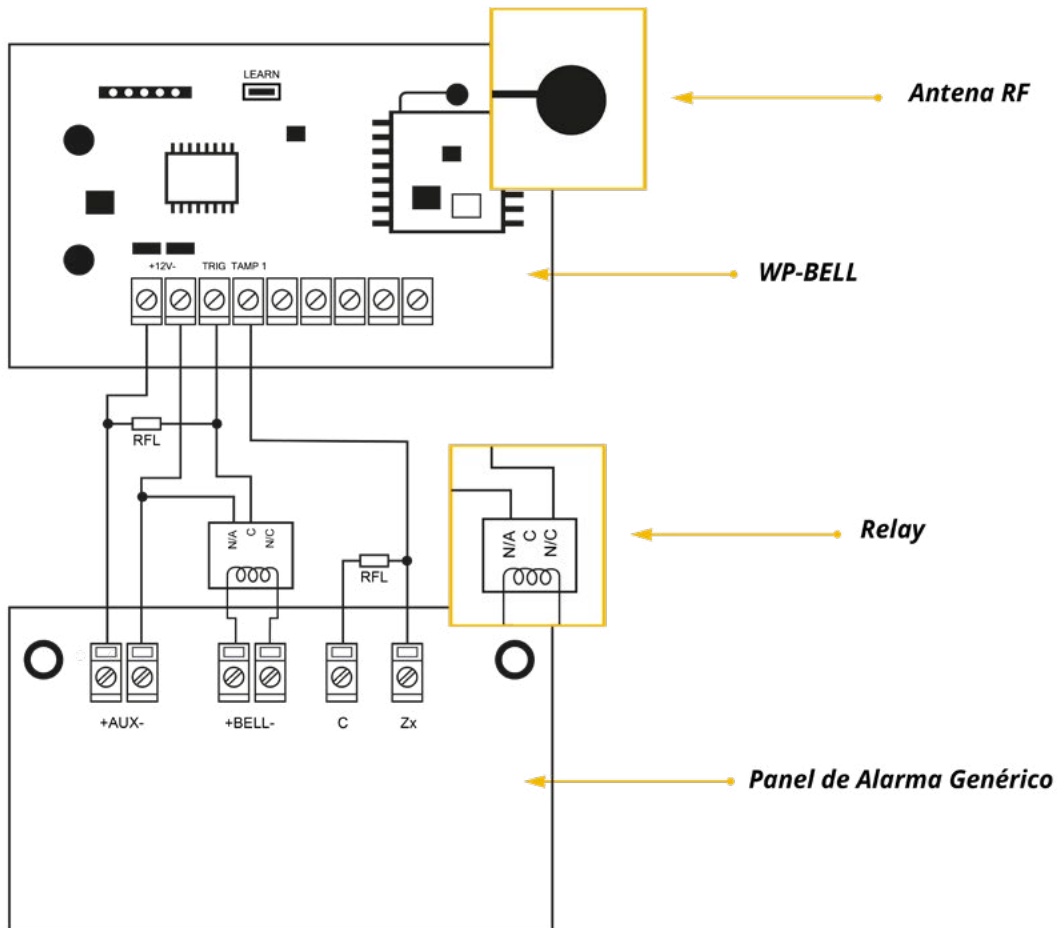 LEARN
Antena RF
+12V-
TRIG TAMP 1
WP-BELL
RFL
N/A C N/C
RFL
N/A C N/C
Relay
+AUX-
+BELL-
C
Zx
Panel de Alarma Genérico